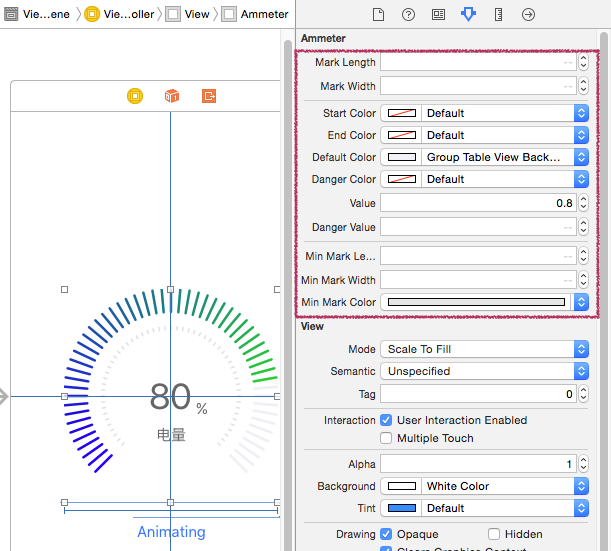 Vie...ene > Vie...oller > View > Ammeter
80 %
电量
Animating
Ammeter
Mark Length --
Mark Width --
Start Color Default
End Color Default
Default Color Group Table View Back...
Danger Color Default
Value 0.8
Danger Value --
Min Mark Le... --
Min Mark Width --
Min Mark Color
View
Mode Scale To Fill
Semantic Unspecified
Tag 0
Interaction User Interaction Enabled
Multiple Touch
Alpha 1
Background White Color
Tint Default
Drawing Opaque Hidden
Clears Graphics Context